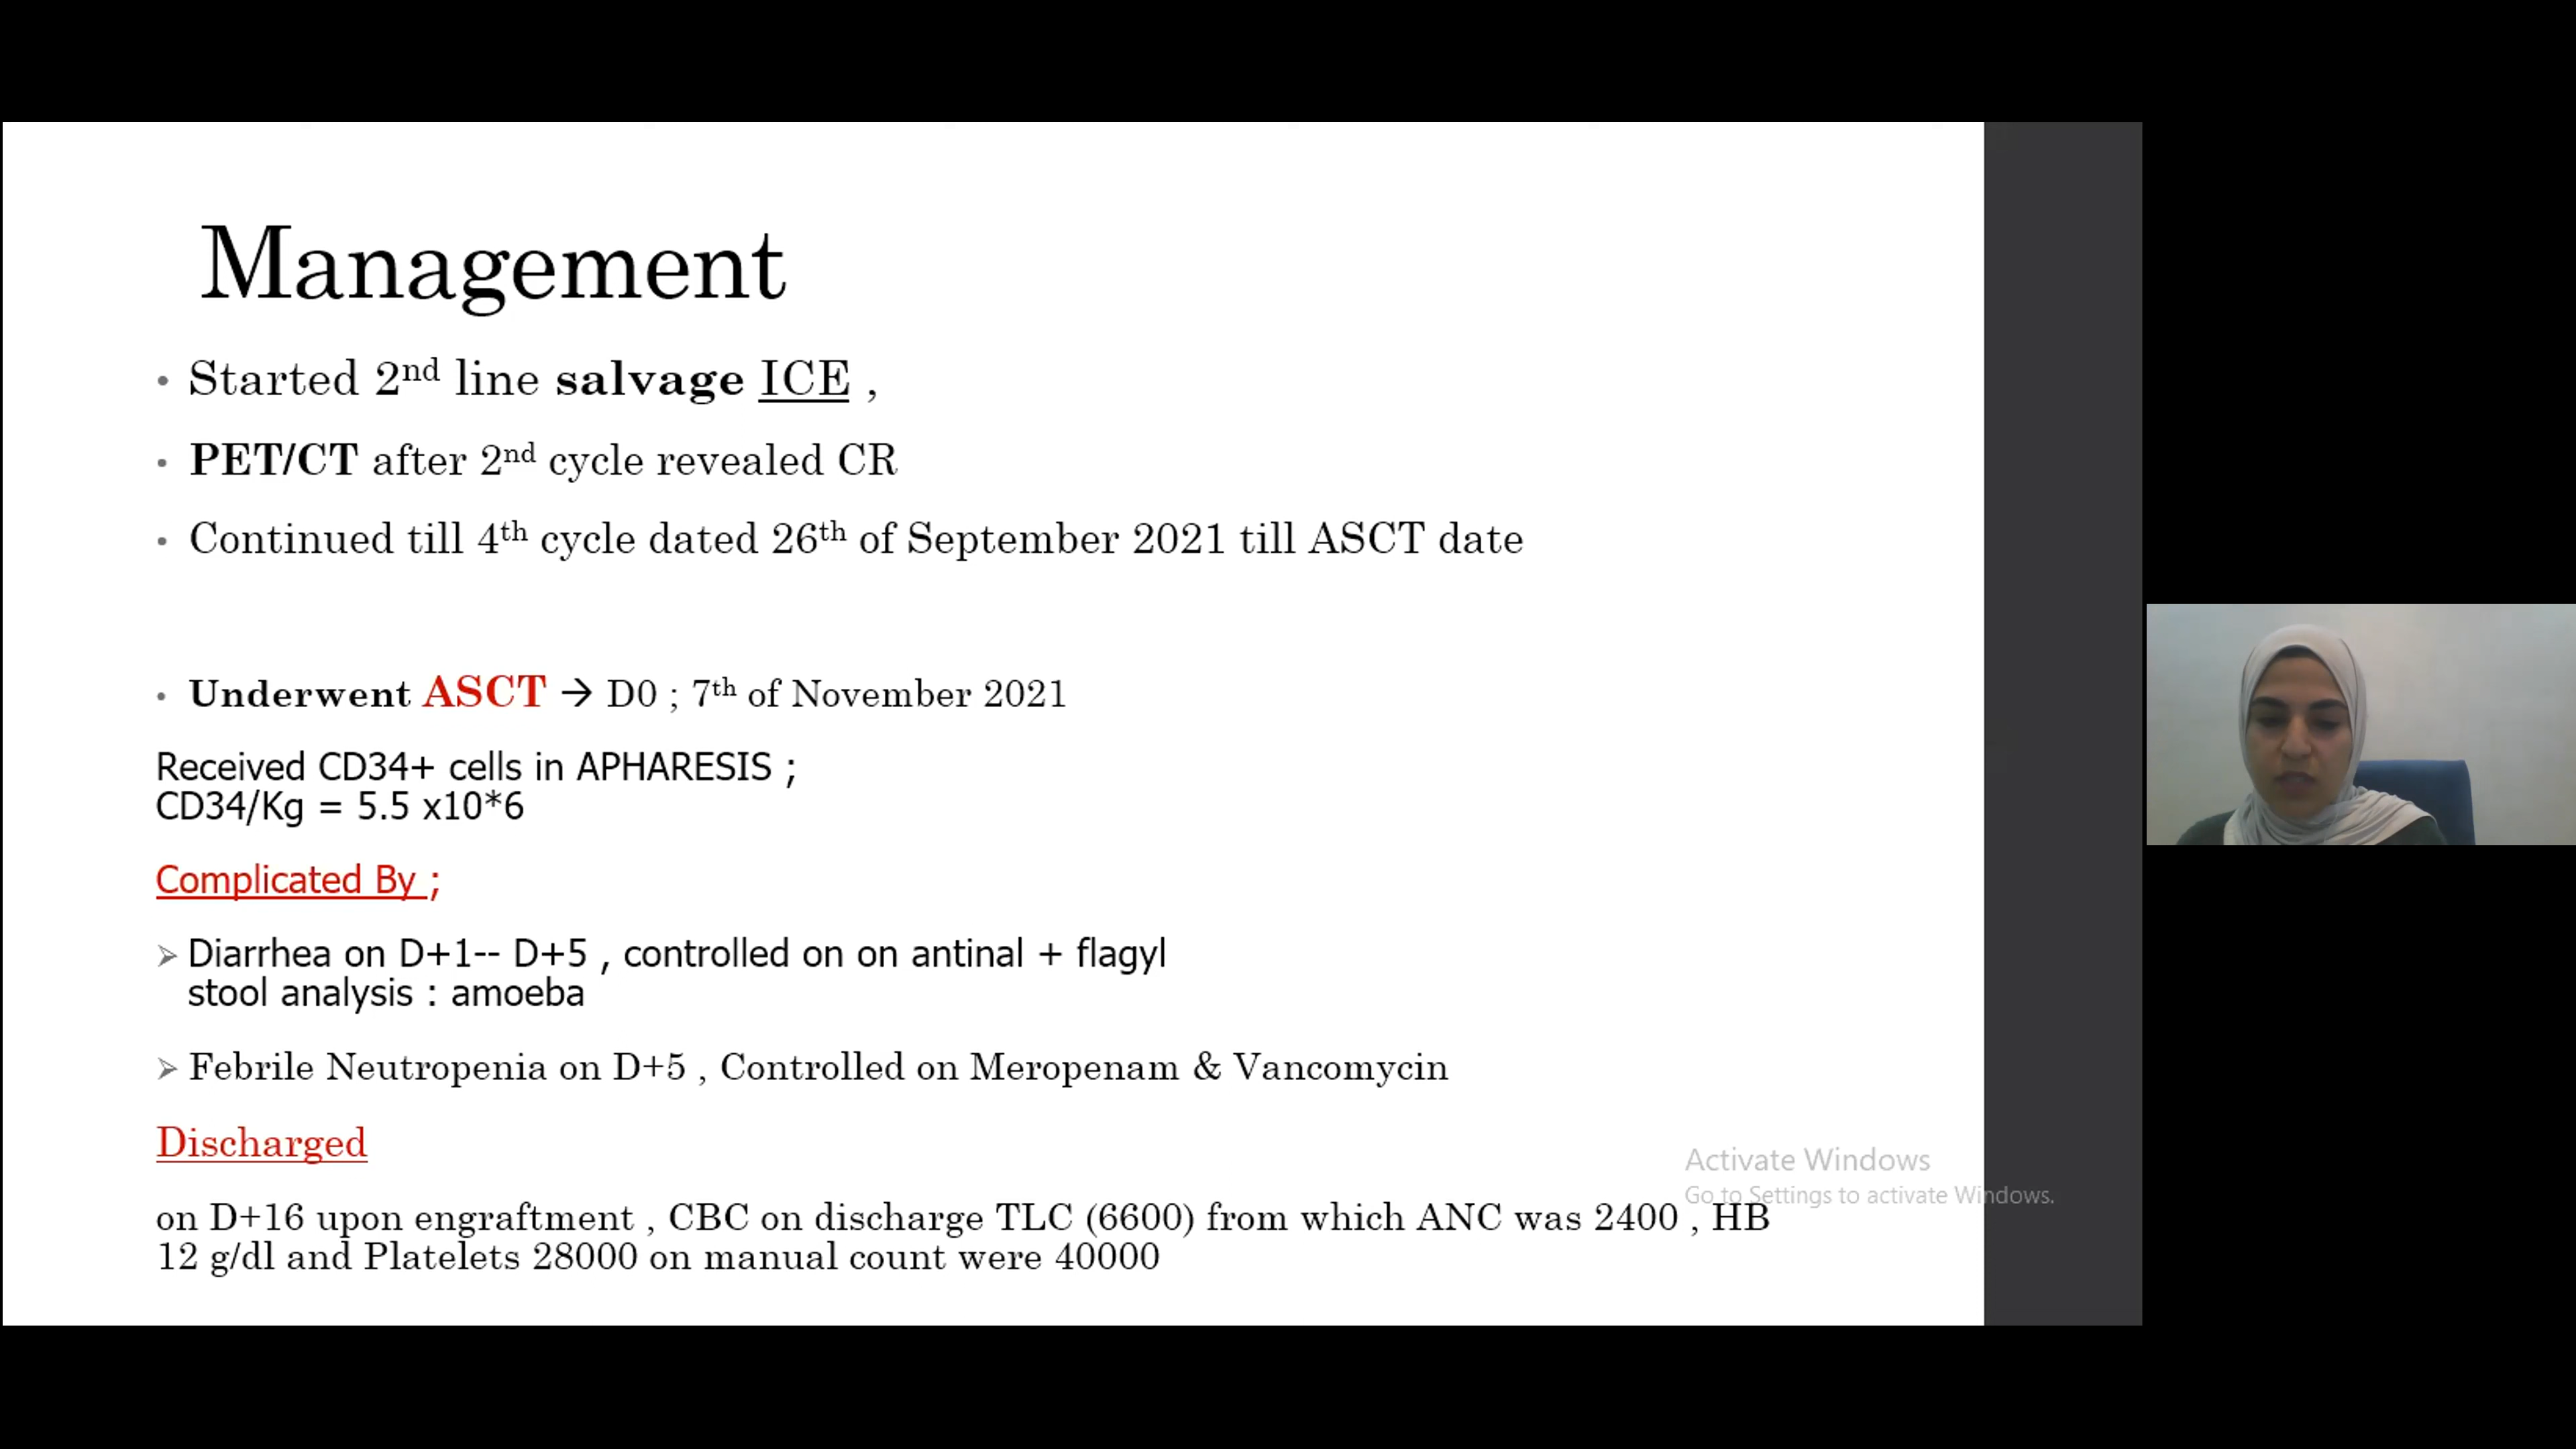 Management
• Started 2nd line salvage ICE ,
• PET/CT after 2nd cycle revealed CR
• Continued till 4th cycle dated 26th of September 2021 till ASCT date
• Underwent ASCT → D0 ; 7th of November 2021
Received CD34+ cells in APHARESIS ;
CD34/Kg = 5.5 x10*6
Complicated By ;
➢ Diarrhea on D+1-- D+5 , controlled on on antinal + flagyl
stool analysis : amoeba
➢ Febrile Neutropenia on D+5 , Controlled on Meropenam & Vancomycin
Discharged
on D+16 upon engraftment , CBC on discharge TLC (6600) from which ANC was 2400 , HB
12 g/dl and Platelets 28000 on manual count were 40000
Activate Windows
Go to Settings to activate Windows.